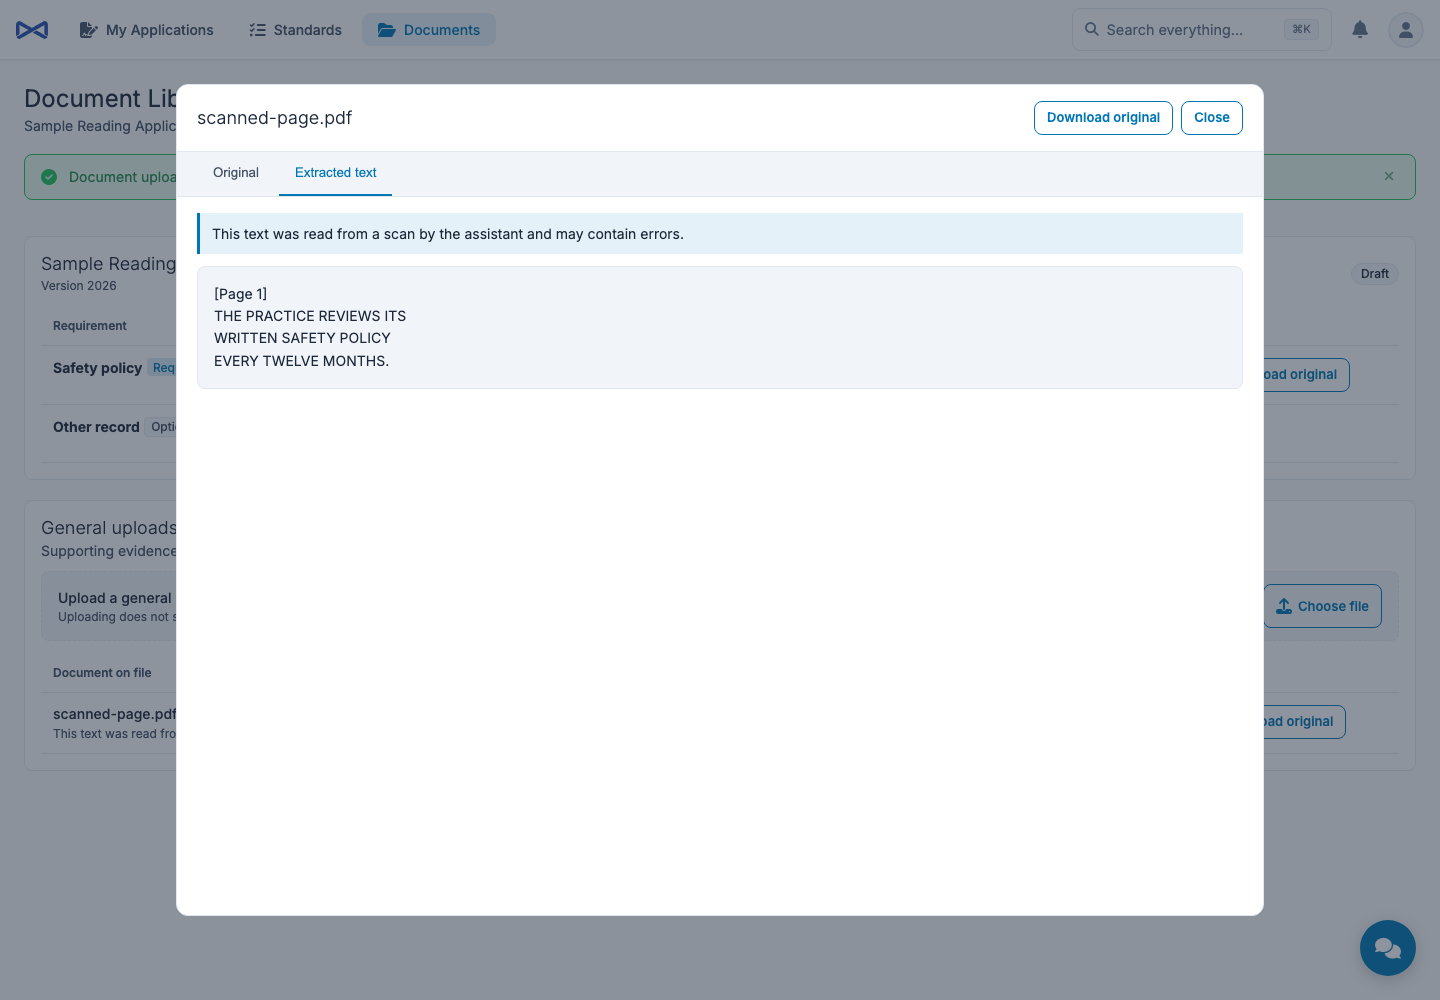 My Applications
Standards
Documents
Search everything...
⌘K
Document Lib
Sample Reading Applic
Document uploa
scanned-page.pdf
Download original
Close
Original
Extracted text
This text was read from a scan by the assistant and may contain errors.
[Page 1]
THE PRACTICE REVIEWS ITS
WRITTEN SAFETY POLICY
EVERY TWELVE MONTHS.
Sample Reading
Version 2026
Draft
Requirement
Safety policy
Req
oad original
Other record
Optio
General uploads
Supporting evidence
Upload a general
Uploading does not s
Choose file
Document on file
scanned-page.pdf
This text was read fro
oad original